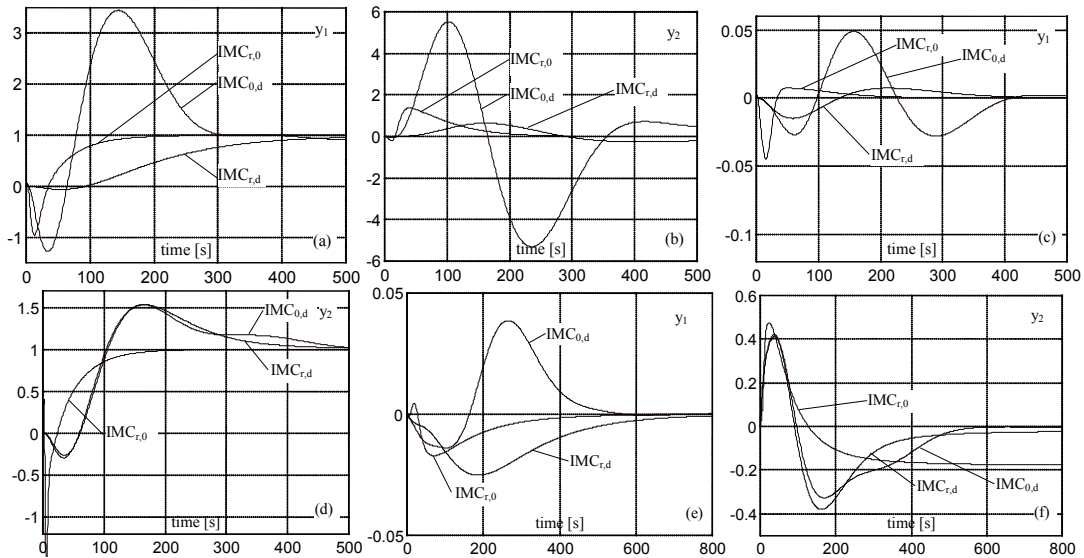 3
2
1
0
-1
y1
IMCr,0
IMC0,d
IMCr,d
time [s]
(a)
0 100 200 300 400 500
6
4
2
0
-2
-4
-6
y2
IMCr,0
IMC0,d
IMCr,d
time [s]
(b)
0 100 200 300 400 500
0.05
0
-0.05
-0.1
y1
IMCr,0
IMC0,d
IMCr,d
time [s]
(c)
0 100 200 300 400 500
1.5
1
0.5
0
-0.5
-1
IMC0,d
y2
IMCr,d
IMCr,0
time [s]
(d)
0 100 200 300 400 500
0.05
0
-0.05
y1
IMC0,d
IMCr,d
IMCr,0
time [s]
(e)
0 200 400 600 800
0.6
0.4
0.2
0
-0.2
-0.4
y2
IMCr,0
IMC0,d
IMCr,d
time [s]
(f)
0 200 400 600 800